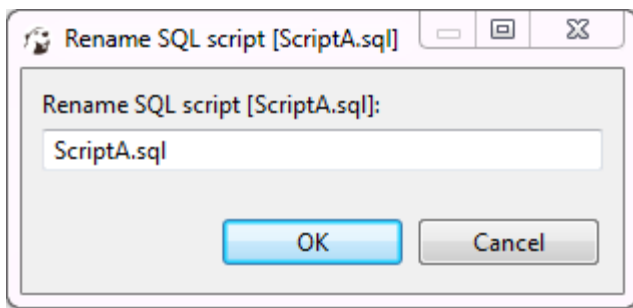 Rename SQL script [ScriptA.sql]
Rename SQL script [ScriptA.sql]:
ScriptA.sql
OK Cancel